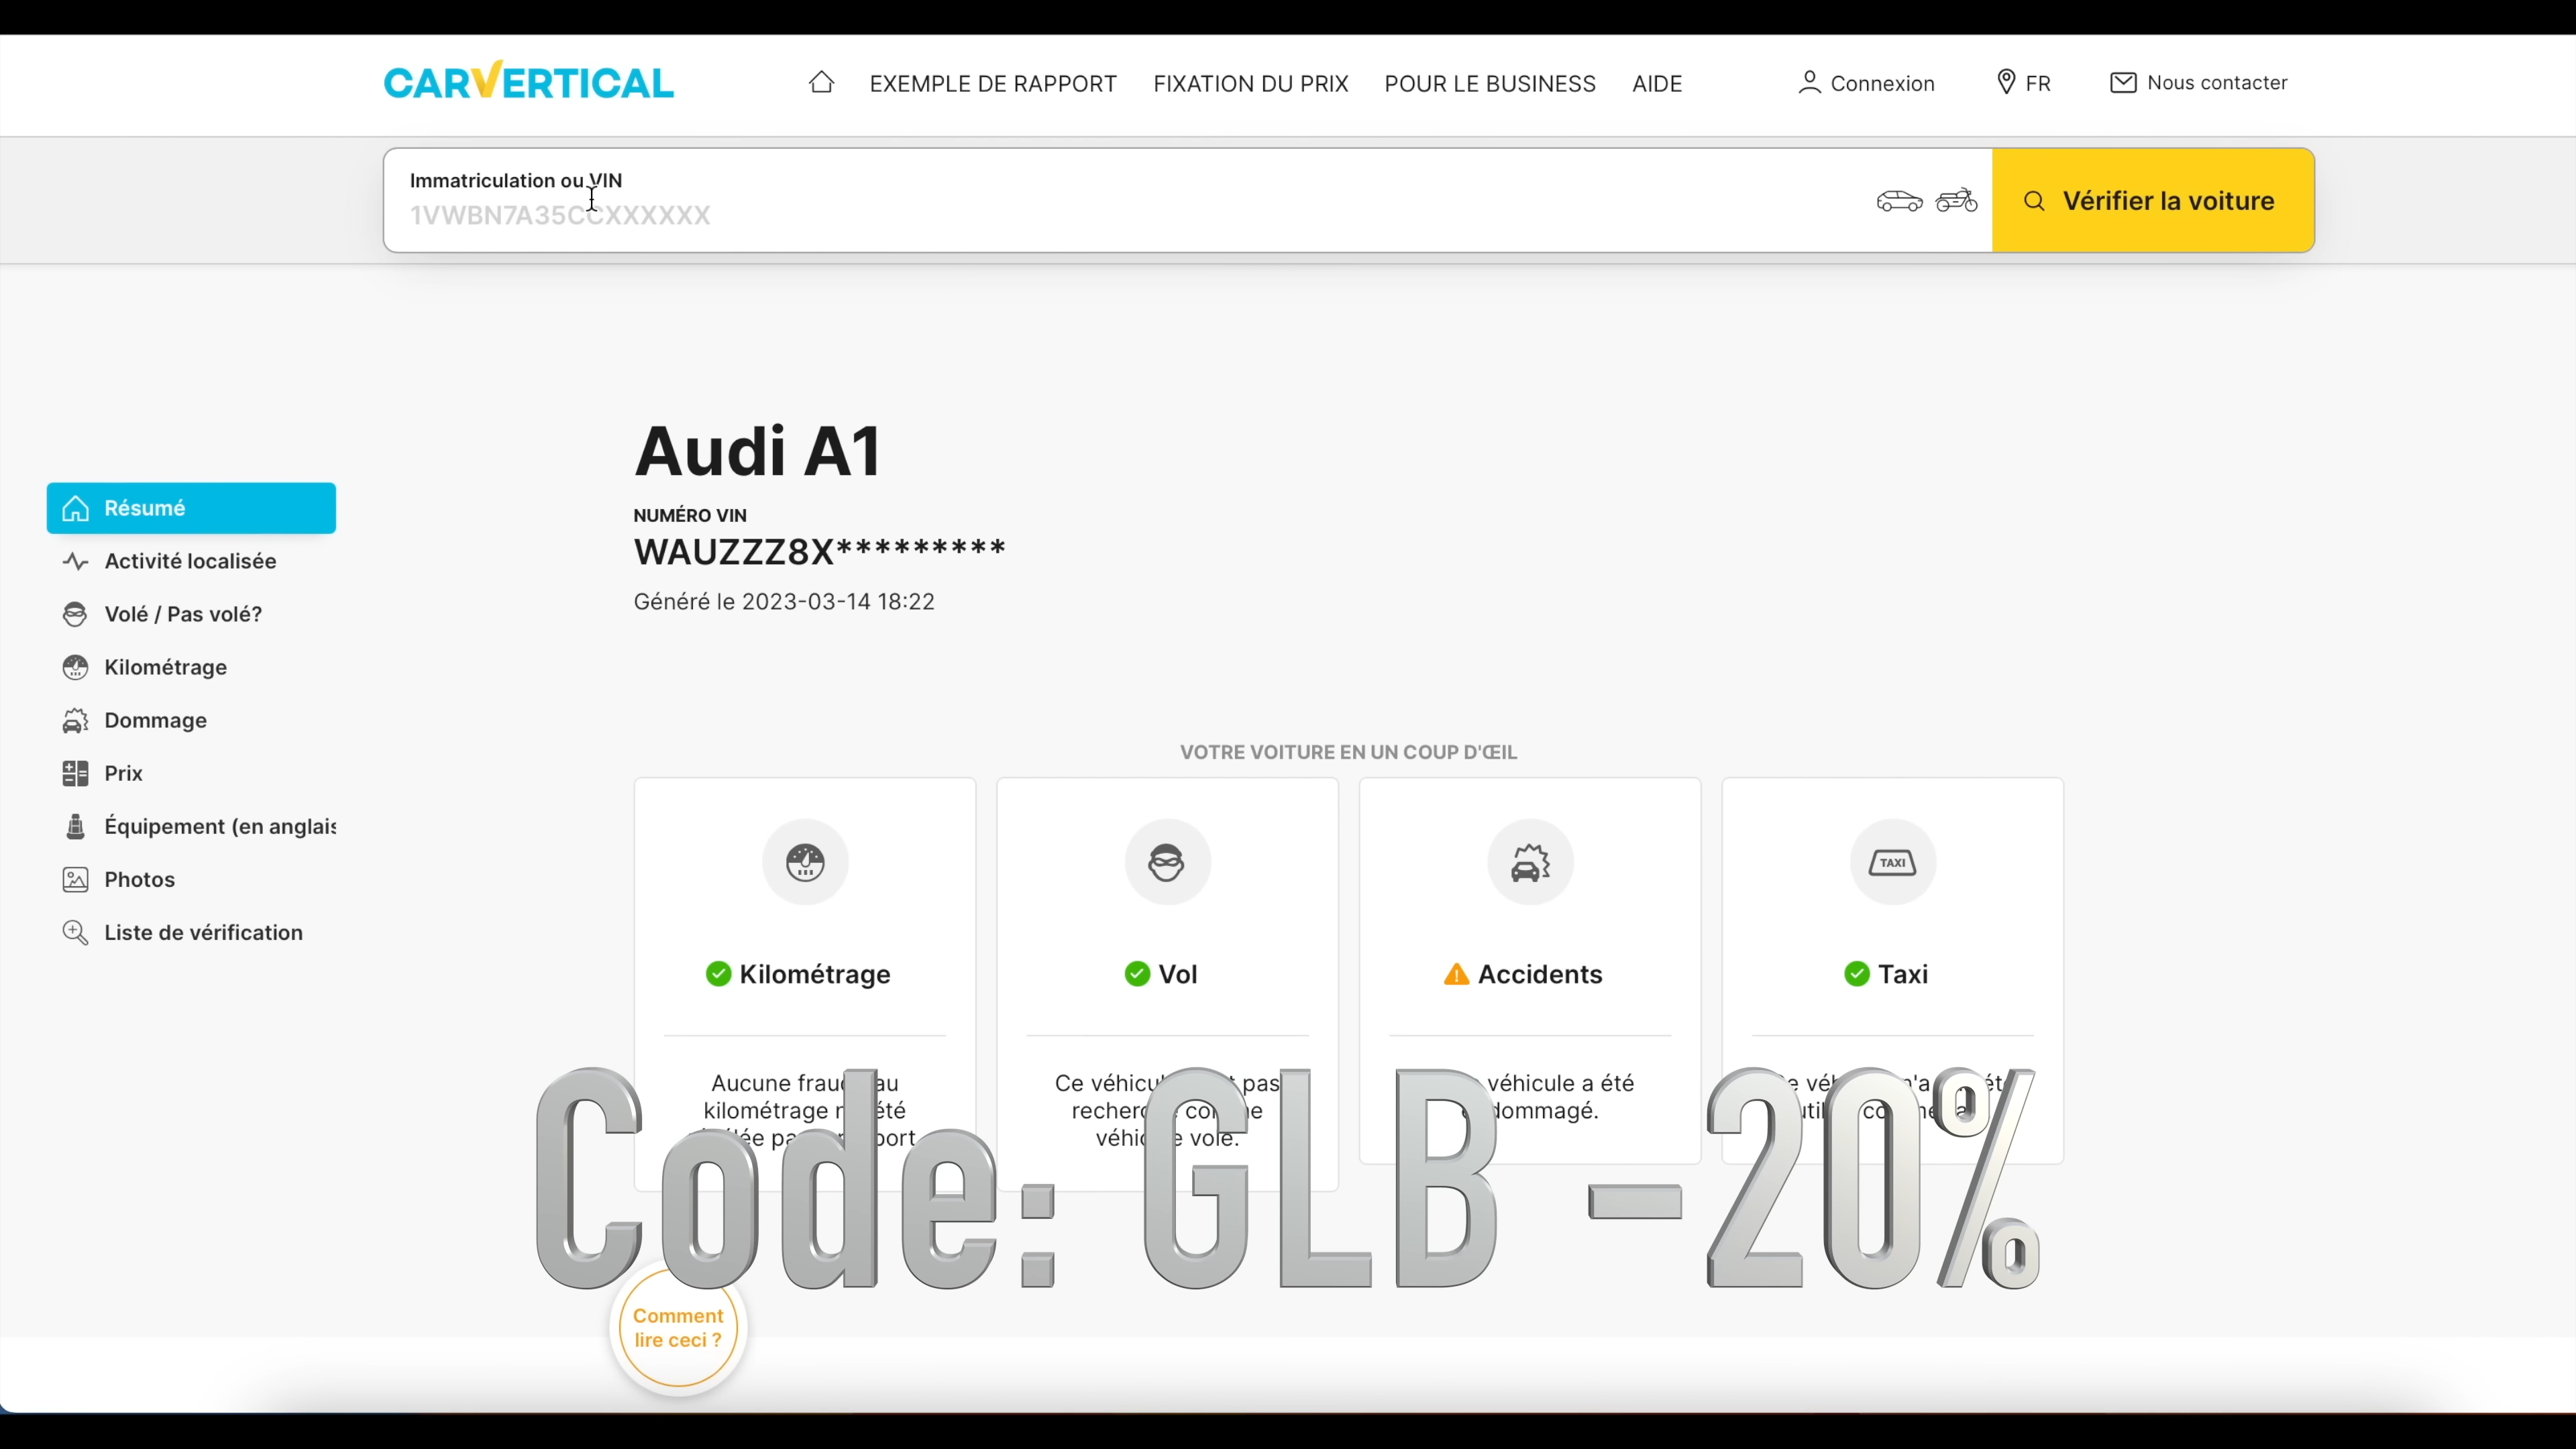 CARVERTICAL
EXEMPLE DE RAPPORT
FIXATION DU PRIX
POUR LE BUSINESS
AIDE
Connexion
FR
Nous contacter
Immatriculation ou VIN
1VWBN7A35CCXXXXXX
Vérifier la voiture
Audi A1
NUMÉRO VIN
WAUZZZ8X*********
Généré le 2023-03-14 18:22
Résumé
Activité localisée
Volé / Pas volé?
Kilométrage
Dommage
Prix
Équipement (en anglais
Photos
Liste de vérification
VOTRE VOITURE EN UN COUP D'ŒIL
Kilométrage
Aucune au
kilométrage été
Vol
Ce pas
Accidents
véhicule a été
TAXI
Taxi
Code: GLB -20%
Comment
lire ceci ?